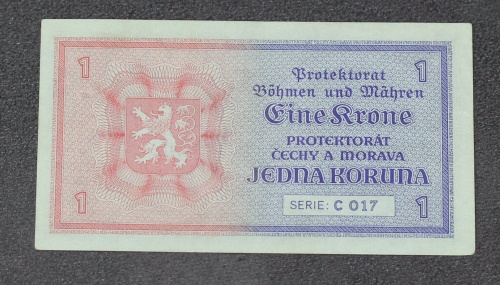 1
1
Protektorat
Böhmen und Mähren
Eine Krone
PROTEKTORÁT
ČECHY A MORAVA
JEDNA KORUNA
SERIE: C 017
1
1